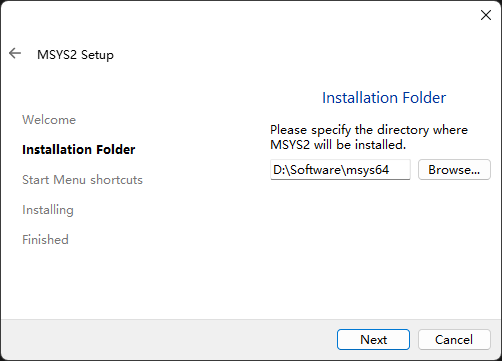 MSYS2 Setup
Welcome
Installation Folder
Start Menu shortcuts
Installing
Finished
Installation Folder
Please specify the directory where
MSYS2 will be installed.
D:\Software\msys64
Browse...
Next
Cancel